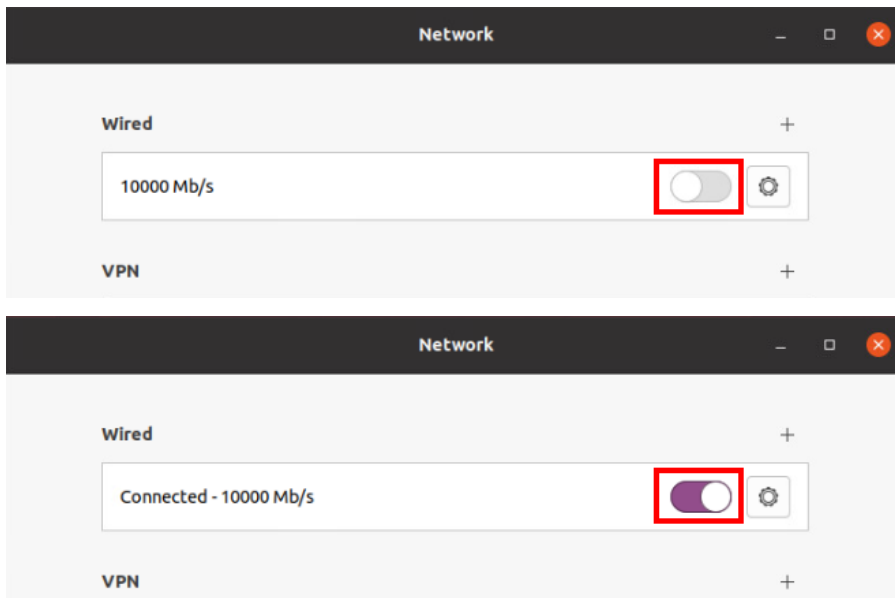 Network
Wired
10000 Mb/s
VPN
Network
Wired
Connected - 10000 Mb/s
VPN